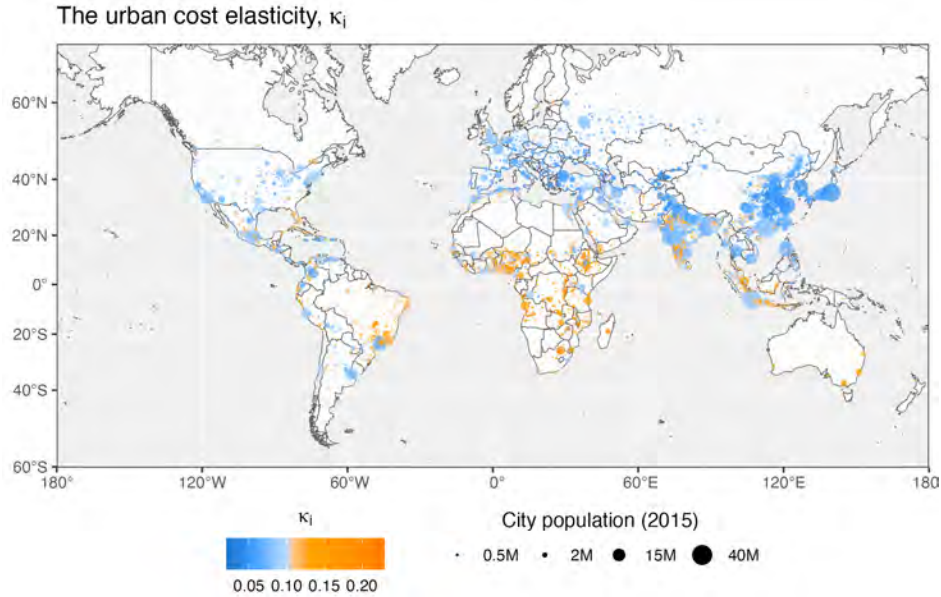 The urban cost elasticity, κi
60°N
40°N
20°N
0°
20°S
40°S
60°S
180° 120°W 60°W 0° 60°E 120°E 180
κi
City population (2015)
0.05 0.10 0.15 0.20
0.5M 2M 15M 40M